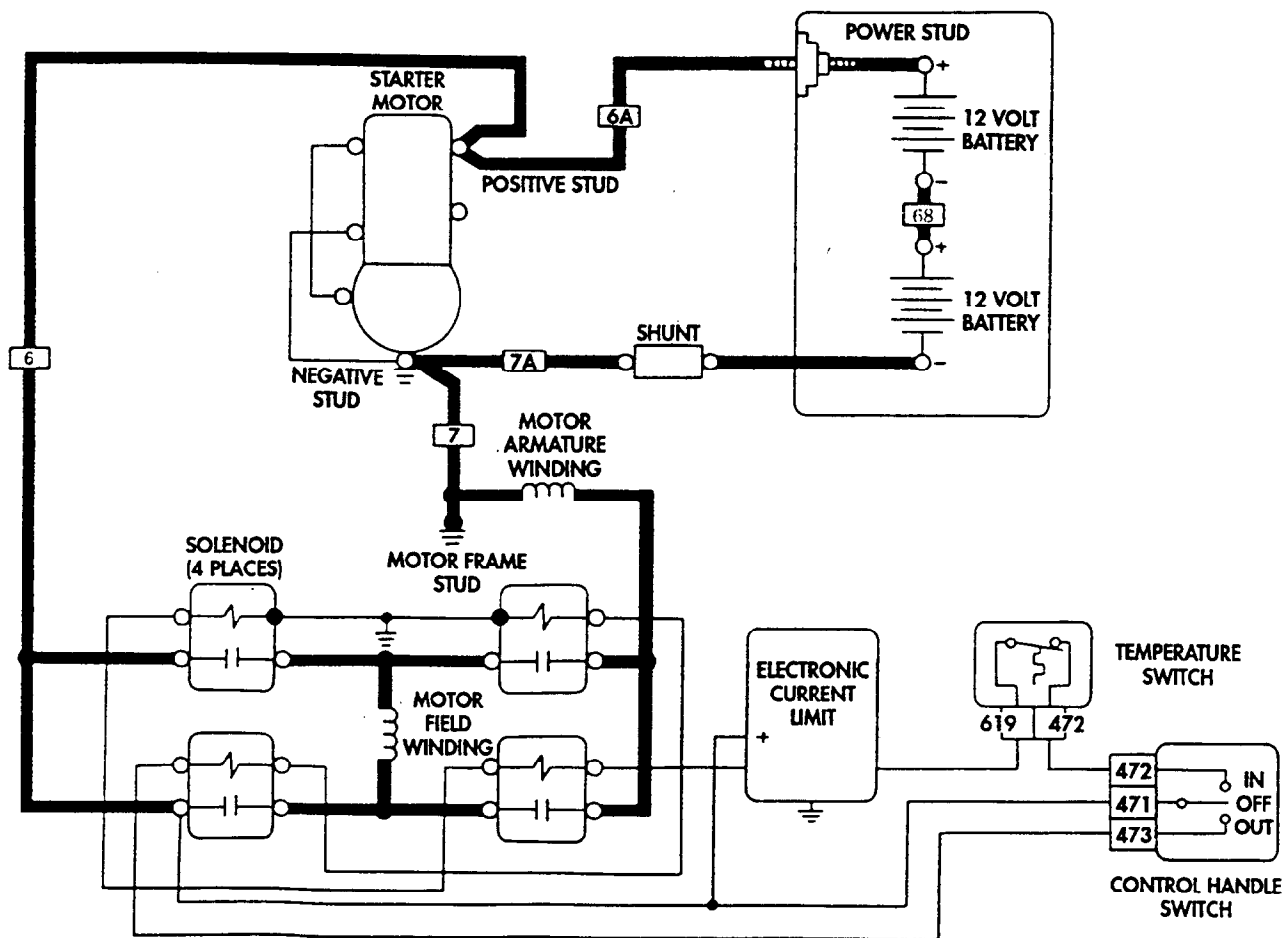 POWER STUD
STARTER
MOTOR
+
6A
12 VOLT
BATTERY
POSITIVE STUD
-
68
+
12 VOLT
BATTERY
SHUNT
6
7A
-
NEGATIVE
STUD
7
MOTOR
ARMATURE
WINDING
SOLENOID
(4 PLACES)
MOTOR FRAME
STUD
ELECTRONIC
CURRENT
LIMIT
+
TEMPERATURE
SWITCH
619 472
MOTOR
FIELD
WINDING
472
471
473
IN
OFF
OUT
CONTROL HANDLE
SWITCH